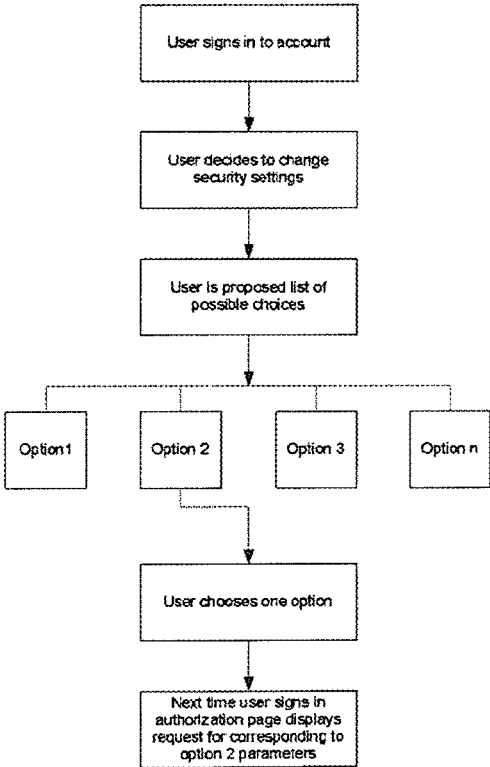 User signs in to account
User decides to change
security settings
User is proposed list of
possible choices
Option1
Option 2
Option 3
Option n
User chooses one option
Next time user signs in
authorization page displays
request for corresponding to
option 2 parameters